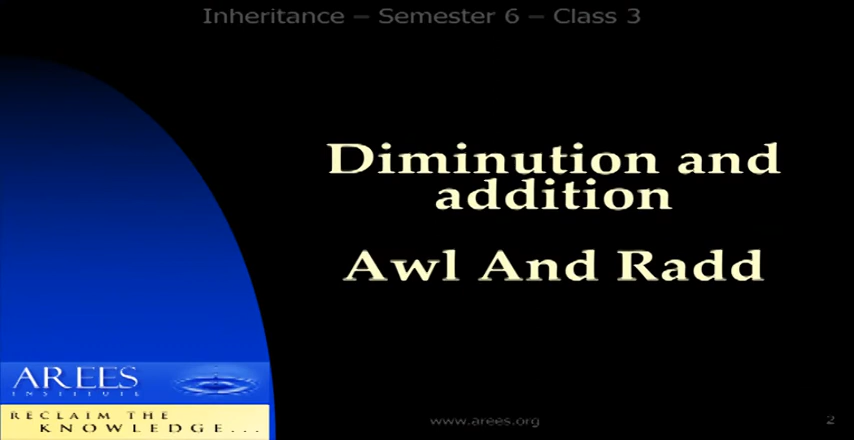 Inheritance – Semester 6 – Class 3
Diminution and
addition
Awl And Radd
AREES
INSTITUTE
RECLAIM THE
KNOWLEDGE...
www.arees.org
2